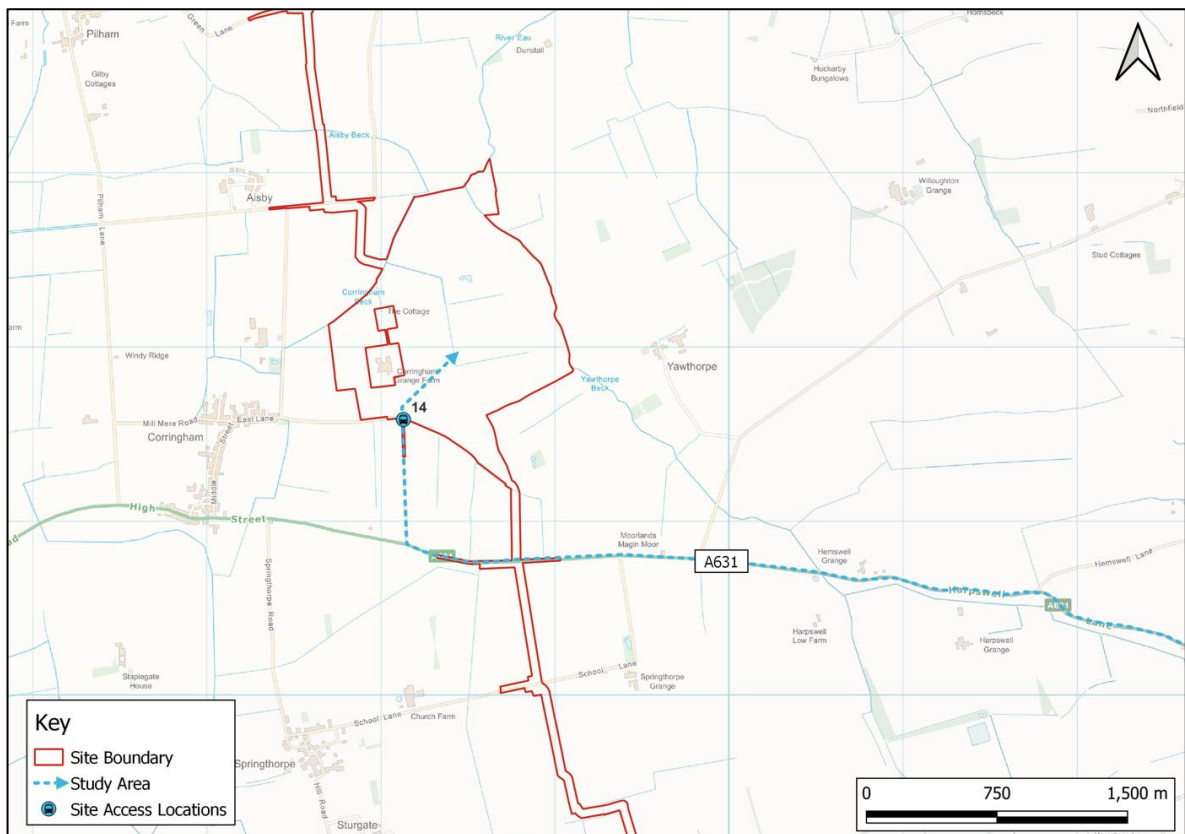 Farm
Pilham
Green
Lane
River Eau
Dunstall
Hornsbeck
Huckerby
Bungalows
Gilby
Cottages
Northfield
Aisby Beck
Aisby
Willoughton
Grange
Pilham
Lane
Stud Cottages
Corringham
Beck
The Cottage
arm
Windy Ridge
Corringham
Grange Farm
Yawthorpe
Yawthorpe
Beck
14
Mill Mere Road
East Lane
Corringham
Street
Middle
High
Street
ad
Moorlands
Magin Moor
A631
Hemswell
Grange
Hemswell Lane
Harpswell
Lane
Springthorpe
Road
Harpswell
Low Farm
Harpswell
Grange
Staplegate
House
School Lane
Springthorpe
Grange
School Lane
Church Farm
Springthorpe
Hill Road
Sturgate
Key
Site Boundary
Study Area
Site Access Locations
0 750 1,500 m